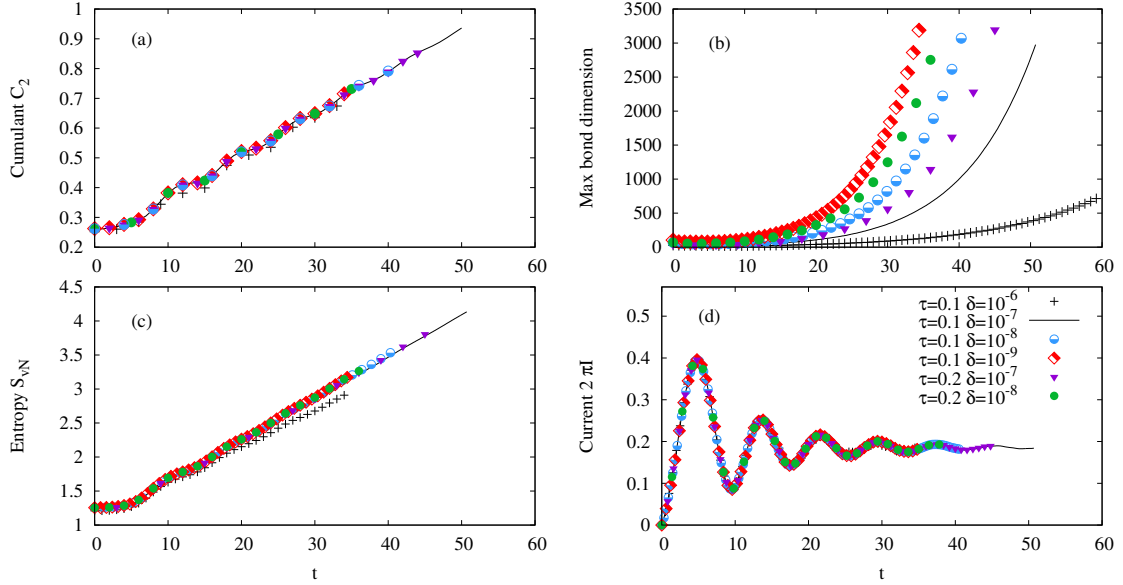 1
0.9
0.8
0.7
0.6
0.5
0.4
0.3
0.2
Cumulant C₂
(a)
0 10 20 30 40 50 60
3500
3000
2500
2000
1500
1000
500
0
Max bond dimension
(b)
0 10 20 30 40 50 60
4.5
4
3.5
3
2.5
2
1.5
1
Entropy S_vN
(c)
0 10 20 30 40 50 60
t
0.5
0.4
0.3
0.2
0.1
0
Current 2 πI
(d)
τ=0.1 δ=10⁻⁶
τ=0.1 δ=10⁻⁷
τ=0.1 δ=10⁻⁸
τ=0.1 δ=10⁻⁹
τ=0.2 δ=10⁻⁷
τ=0.2 δ=10⁻⁸
0 10 20 30 40 50 60
t